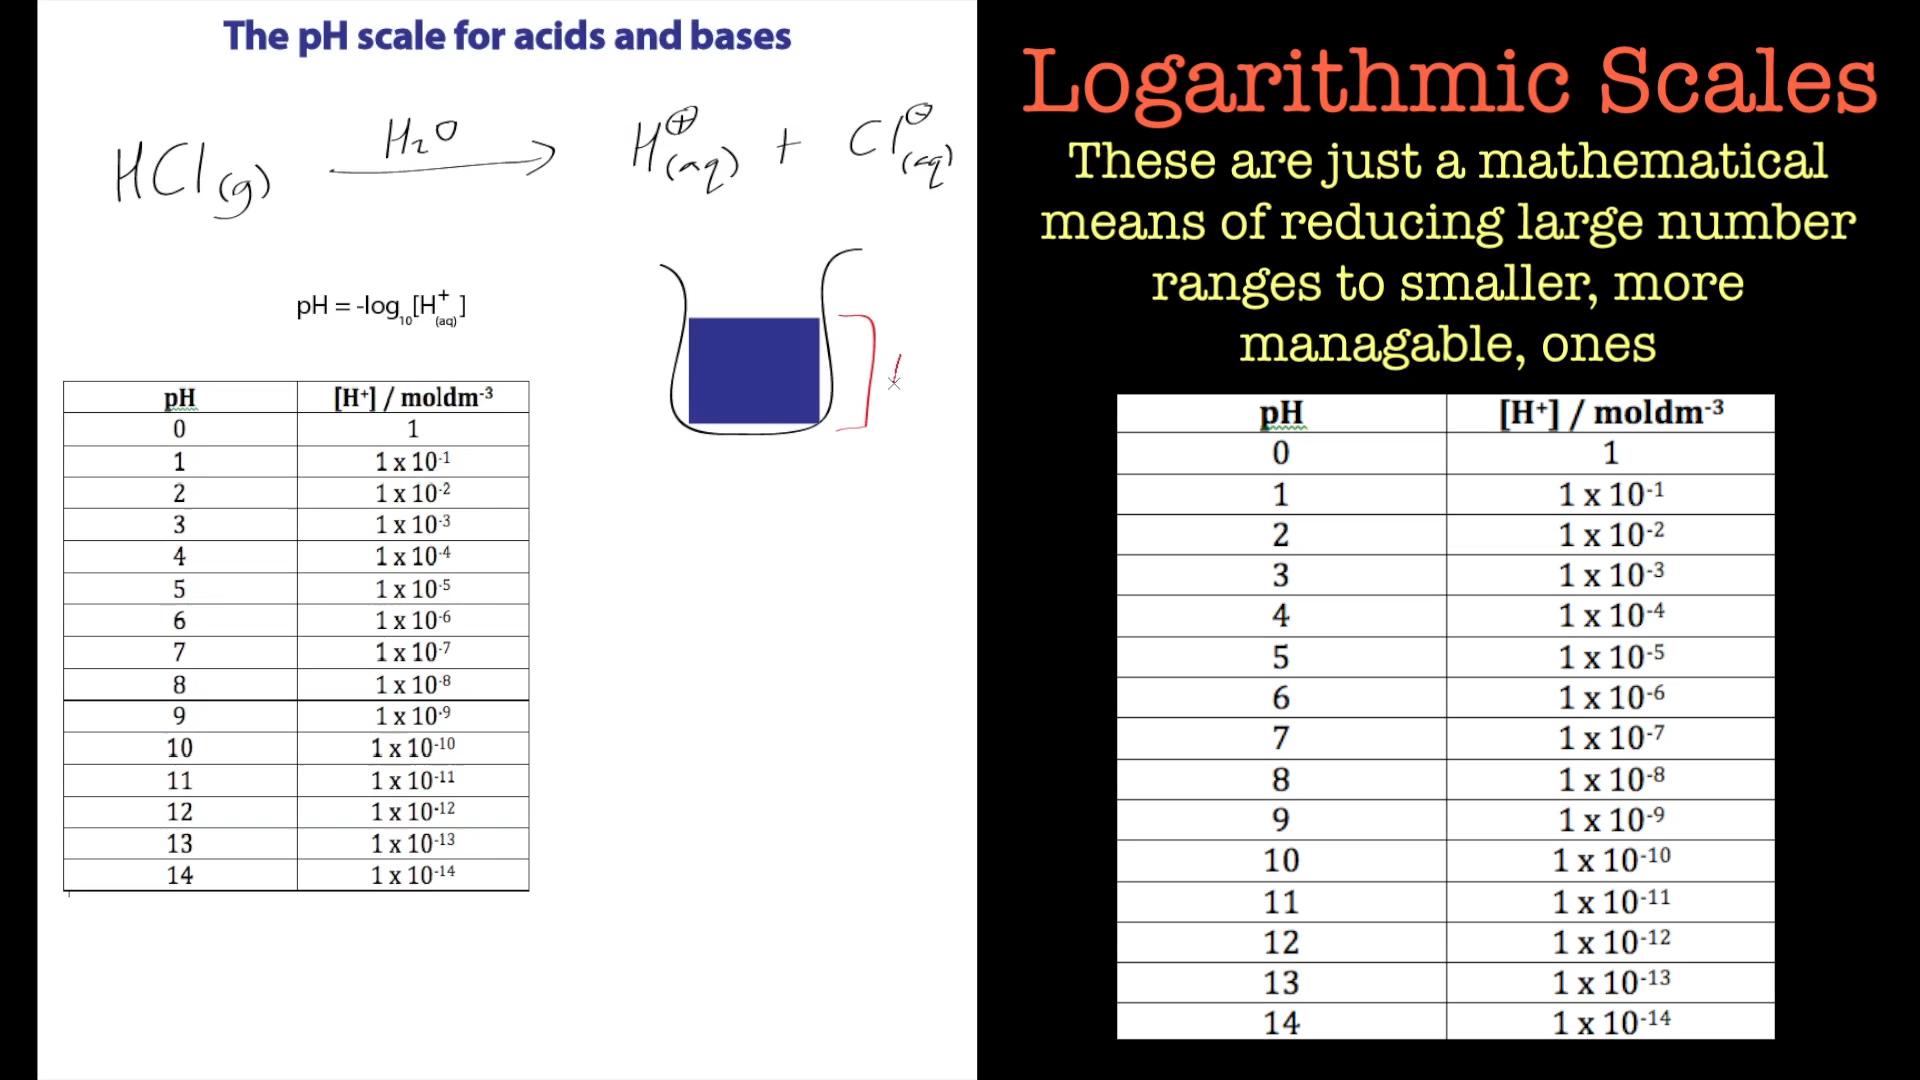 The pH scale for acids and bases
HCl(g) H₂O H⊕(aq) + Cl⊖(aq)
pH = -log₁₀[H⁺(aq)]
pH [H⁺] / moldm⁻³
0 1
1 1 x 10⁻¹
2 1 x 10⁻²
3 1 x 10⁻³
4 1 x 10⁻⁴
5 1 x 10⁻⁵
6 1 x 10⁻⁶
7 1 x 10⁻⁷
8 1 x 10⁻⁸
9 1 x 10⁻⁹
10 1 x 10⁻¹⁰
11 1 x 10⁻¹¹
12 1 x 10⁻¹²
13 1 x 10⁻¹³
14 1 x 10⁻¹⁴
Logarithmic Scales
These are just a mathematical
means of reducing large number
ranges to smaller, more
managable, ones
pH [H⁺] / moldm⁻³
0 1
1 1 x 10⁻¹
2 1 x 10⁻²
3 1 x 10⁻³
4 1 x 10⁻⁴
5 1 x 10⁻⁵
6 1 x 10⁻⁶
7 1 x 10⁻⁷
8 1 x 10⁻⁸
9 1 x 10⁻⁹
10 1 x 10⁻¹⁰
11 1 x 10⁻¹¹
12 1 x 10⁻¹²
13 1 x 10⁻¹³
14 1 x 10⁻¹⁴